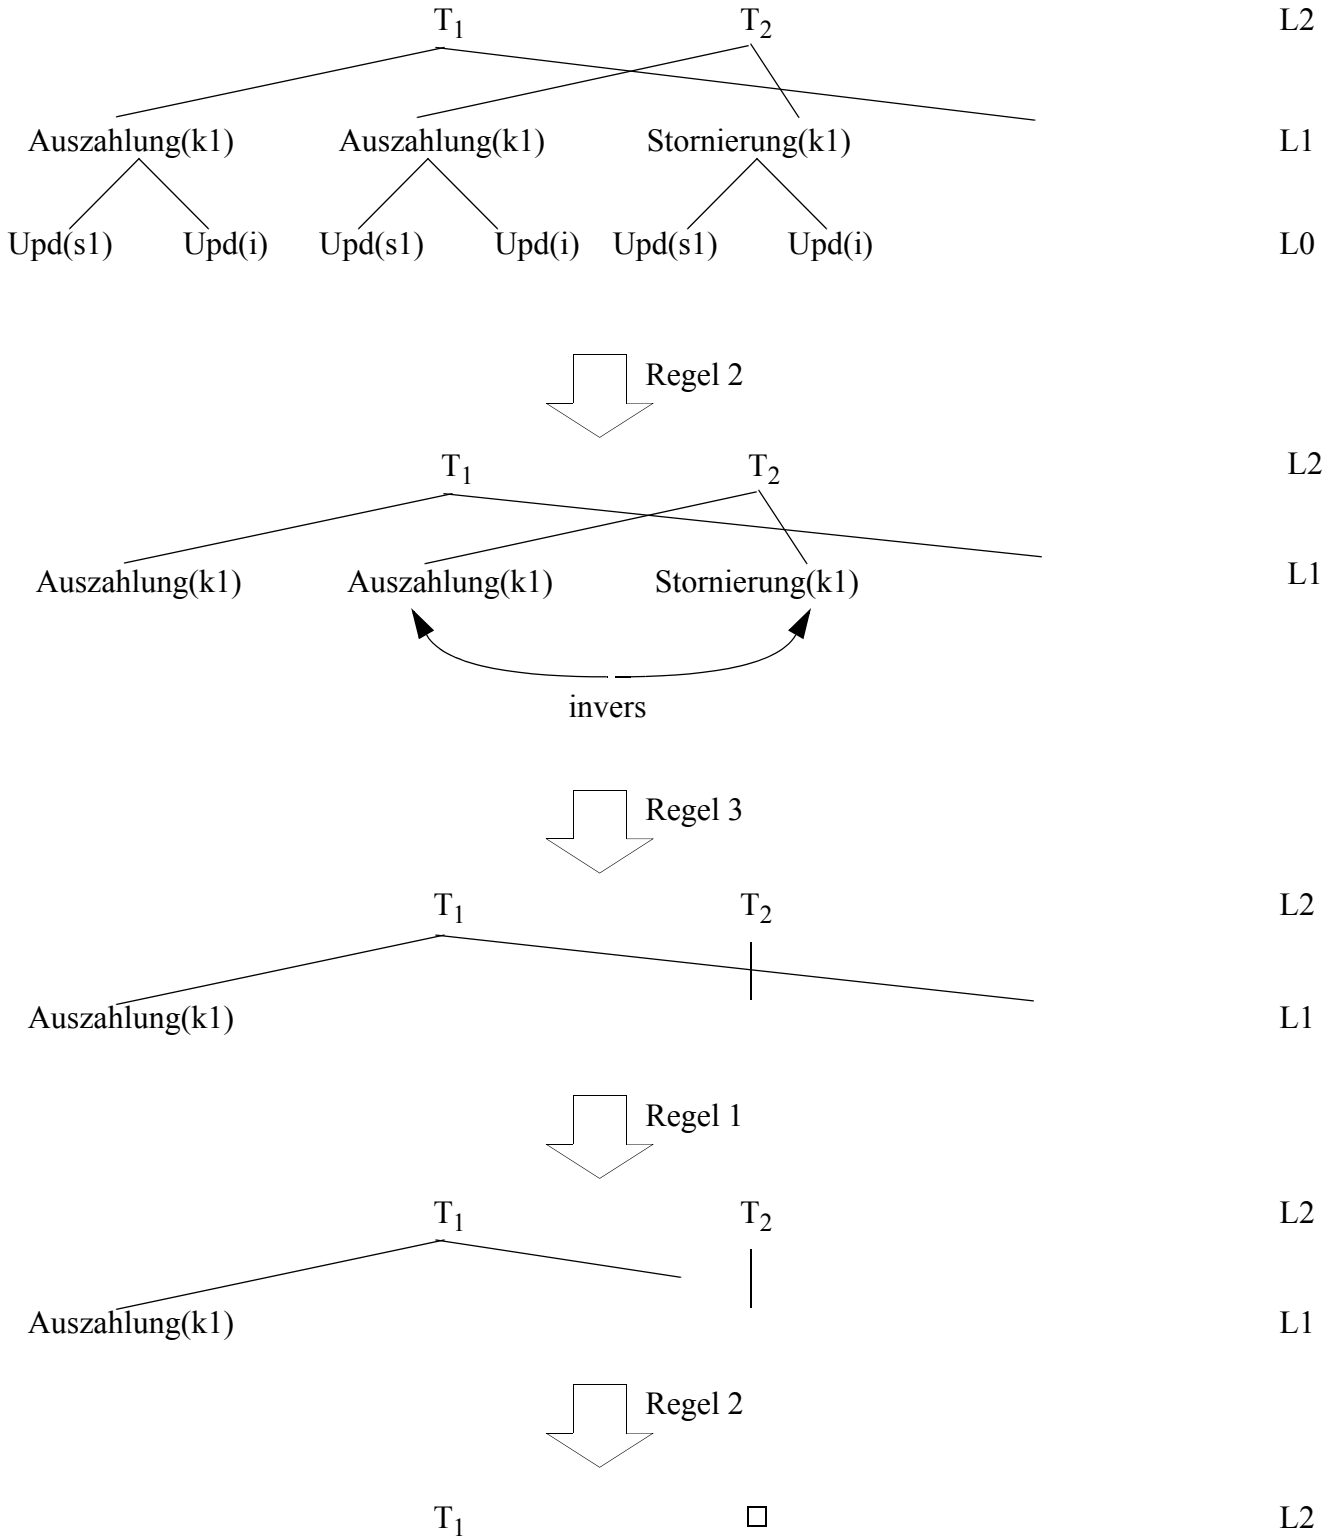 T1 T2 L2
Auszahlung(k1) Auszahlung(k1) Stornierung(k1) L1
Upd(s1) Upd(i) Upd(s1) Upd(i) Upd(s1) Upd(i) L0
Regel 2
T1 T2 L2
Auszahlung(k1) Auszahlung(k1) Stornierung(k1) L1
invers
Regel 3
T1 T2 L2
Auszahlung(k1) L1
Regel 1
T1 T2 L2
Auszahlung(k1) L1
Regel 2
T1 L2